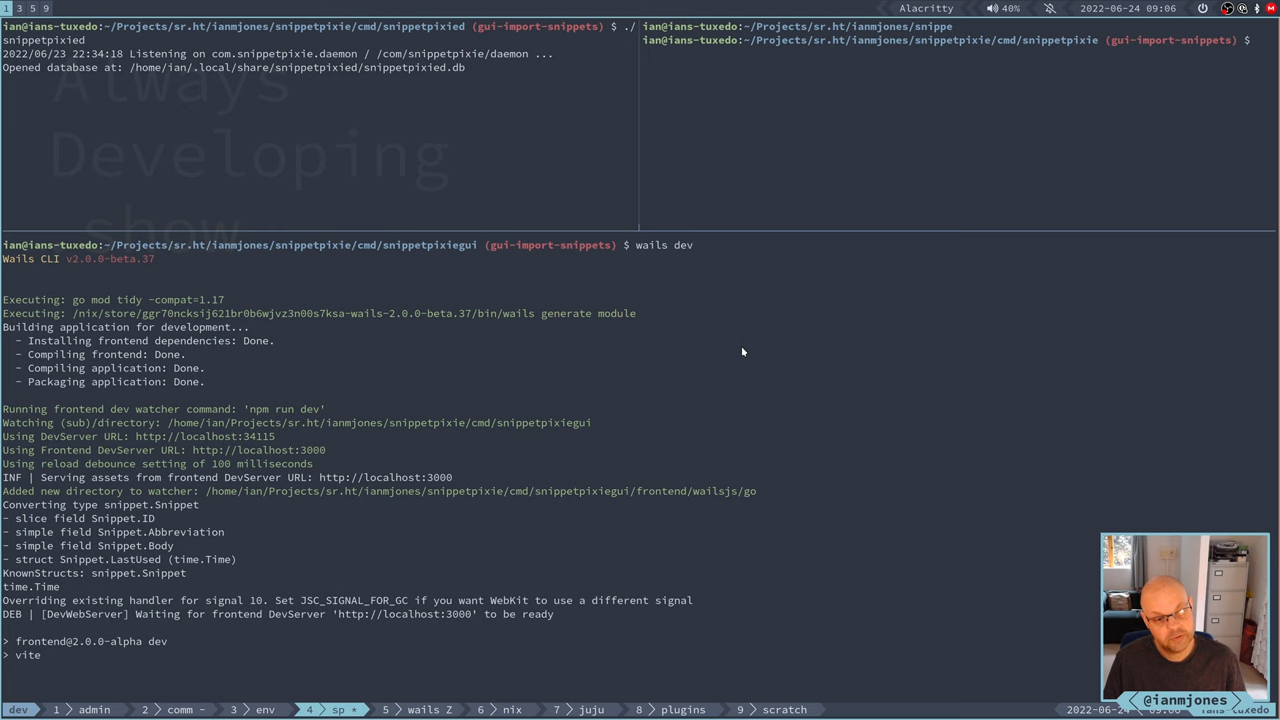 1 3 5 9
Alacritty
40%
2022-06-24 09:06
ian@ians-tuxedo:~/Projects/sr.ht/ianmjones/snippetpixie/cmd/snippetpixied (gui-import-snippets) $ ./
snippetpixied
2022/06/23 22:34:18 Listening on com.snippetpixie.daemon / /com/snippetpixie/daemon ...
Opened database at: /home/ian/.local/share/snippetpixied/snippetpixied.db
Always
Developing
show
ian@ians-tuxedo:~/Projects/sr.ht/ianmjones/snippe
ian@ians-tuxedo:~/Projects/sr.ht/ianmjones/snippetpixie/cmd/snippetpixie (gui-import-snippets) $
ian@ians-tuxedo:~/Projects/sr.ht/ianmjones/snippetpixie/cmd/snippetpixiegui (gui-import-snippets) $ wails dev
Wails CLI v2.0.0-beta.37
Executing: go mod tidy -compat=1.17
Executing: /nix/store/ggr70ncksij621br0b6wjvz3n00s7ksa-wails-2.0.0-beta.37/bin/wails generate module
Building application for development...
- Installing frontend dependencies: Done.
- Compiling frontend: Done.
- Compiling application: Done.
- Packaging application: Done.
Running frontend dev watcher command: 'npm run dev'
Watching (sub)/directory: /home/ian/Projects/sr.ht/ianmjones/snippetpixie/cmd/snippetpixiegui
Using DevServer URL: http://localhost:34115
Using Frontend DevServer URL: http://localhost:3000
Using reload debounce setting of 100 milliseconds
INF | Serving assets from frontend DevServer URL: http://localhost:3000
Added new directory to watcher: /home/ian/Projects/sr.ht/ianmjones/snippetpixie/cmd/snippetpixiegui/frontend/wailsjs/go
Converting type snippet.Snippet
- slice field Snippet.ID
- simple field Snippet.Abbreviation
- simple field Snippet.Body
- struct Snippet.LastUsed (time.Time)
KnownStructs: snippet.Snippet
time.Time
Overriding existing handler for signal 10. Set JSC_SIGNAL_FOR_GC if you want WebKit to use a different signal
DEB | [DevWebServer] Waiting for frontend DevServer 'http://localhost:3000' to be ready
> frontend@2.0.0-alpha dev
> vite
@ianmjones
dev 1 admin 2 comm - 3 env 4 sp * 5 wails Z 6 nix 7 juju 8 plugins 9 scratch
2022-06-24